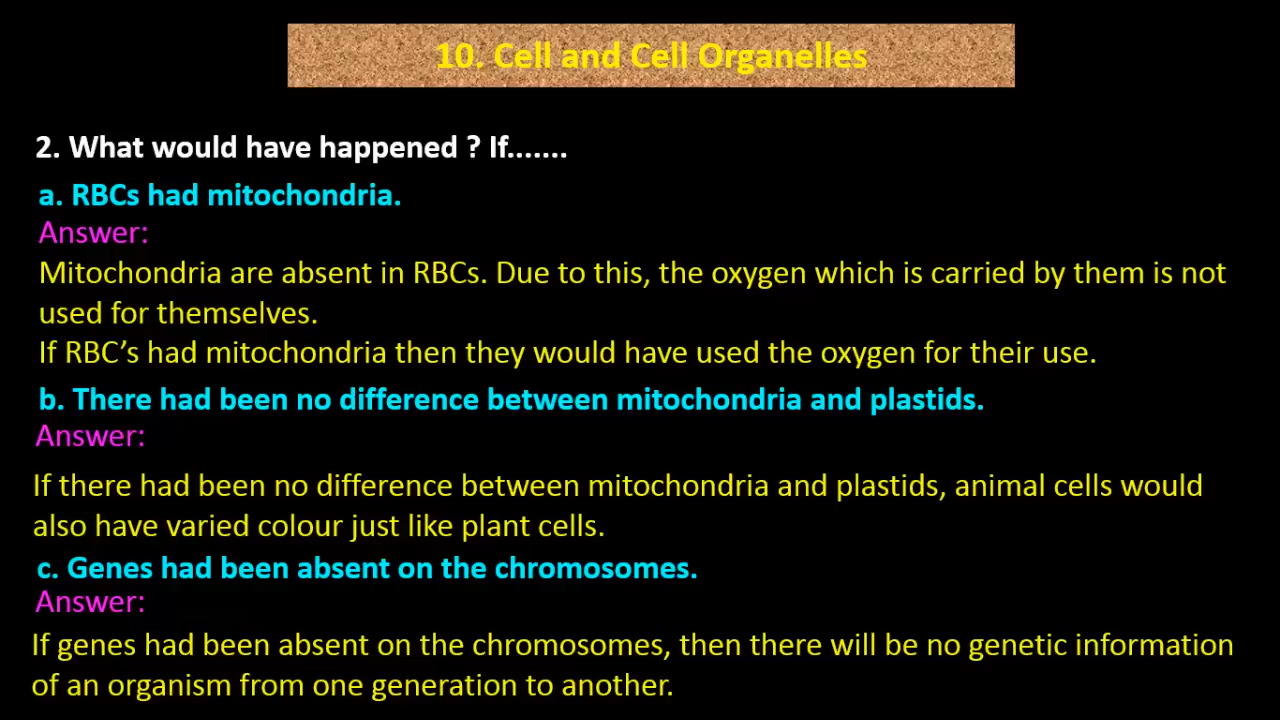 10. Cell and Cell Organelles
2. What would have happened ? If.......
a. RBCs had mitochondria.
Answer:
Mitochondria are absent in RBCs. Due to this, the oxygen which is carried by them is not
used for themselves.
If RBC’s had mitochondria then they would have used the oxygen for their use.
b. There had been no difference between mitochondria and plastids.
Answer:
If there had been no difference between mitochondria and plastids, animal cells would
also have varied colour just like plant cells.
c. Genes had been absent on the chromosomes.
Answer:
If genes had been absent on the chromosomes, then there will be no genetic information
of an organism from one generation to another.